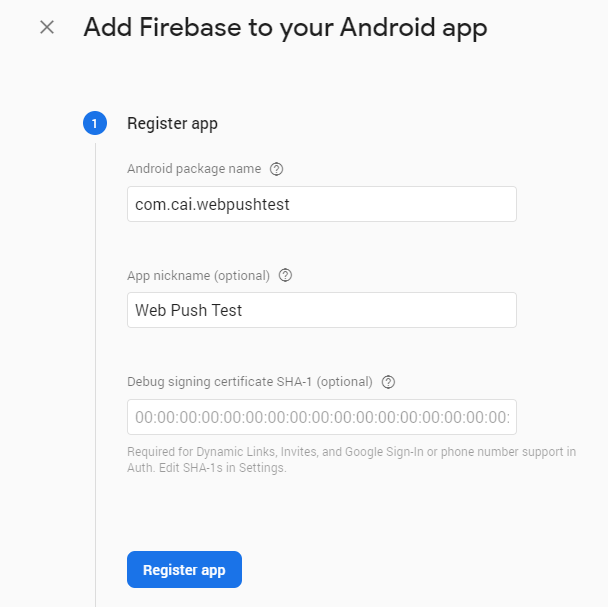 Add Firebase to your Android app
1
Register app
Android package name ?
com.cai.webpushtest
App nickname (optional) ?
Web Push Test
Debug signing certificate SHA-1 (optional) ?
00:00:00:00:00:00:00:00:00:00:00:00:00:00:00:00:00:
Required for Dynamic Links, Invites, and Google Sign-In or phone number support in
Auth. Edit SHA-1s in Settings.
Register app